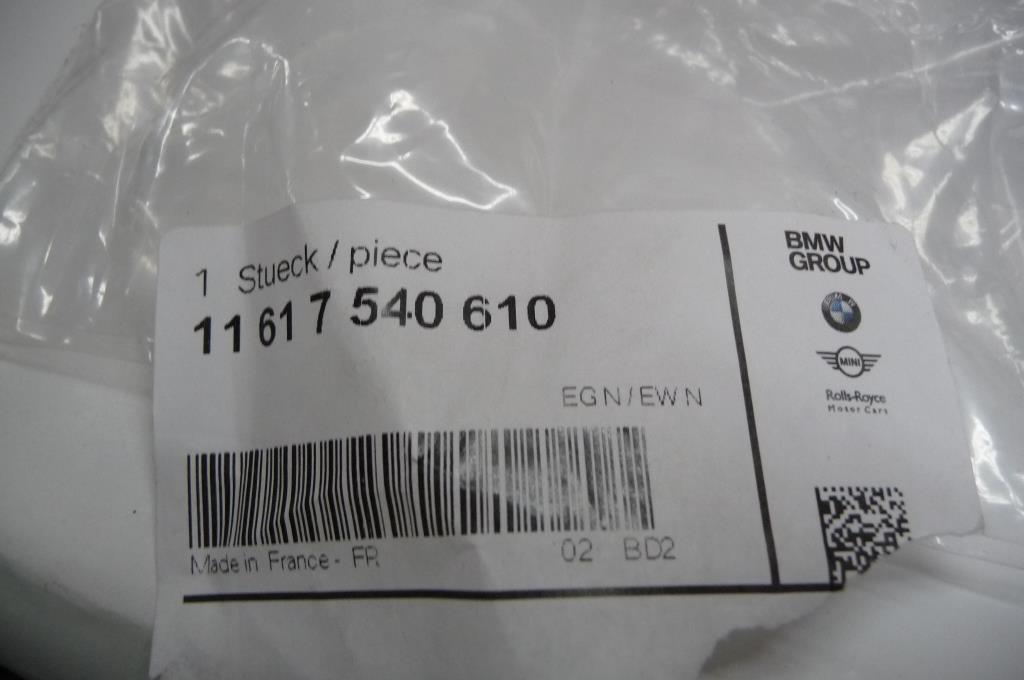 1 Stueck / piece
11 61 7 540 610
EGN/EWN
Made in France - FR
02 BD2
BMW
GROUP
MINI
Rolls-Royce
Motor Cars